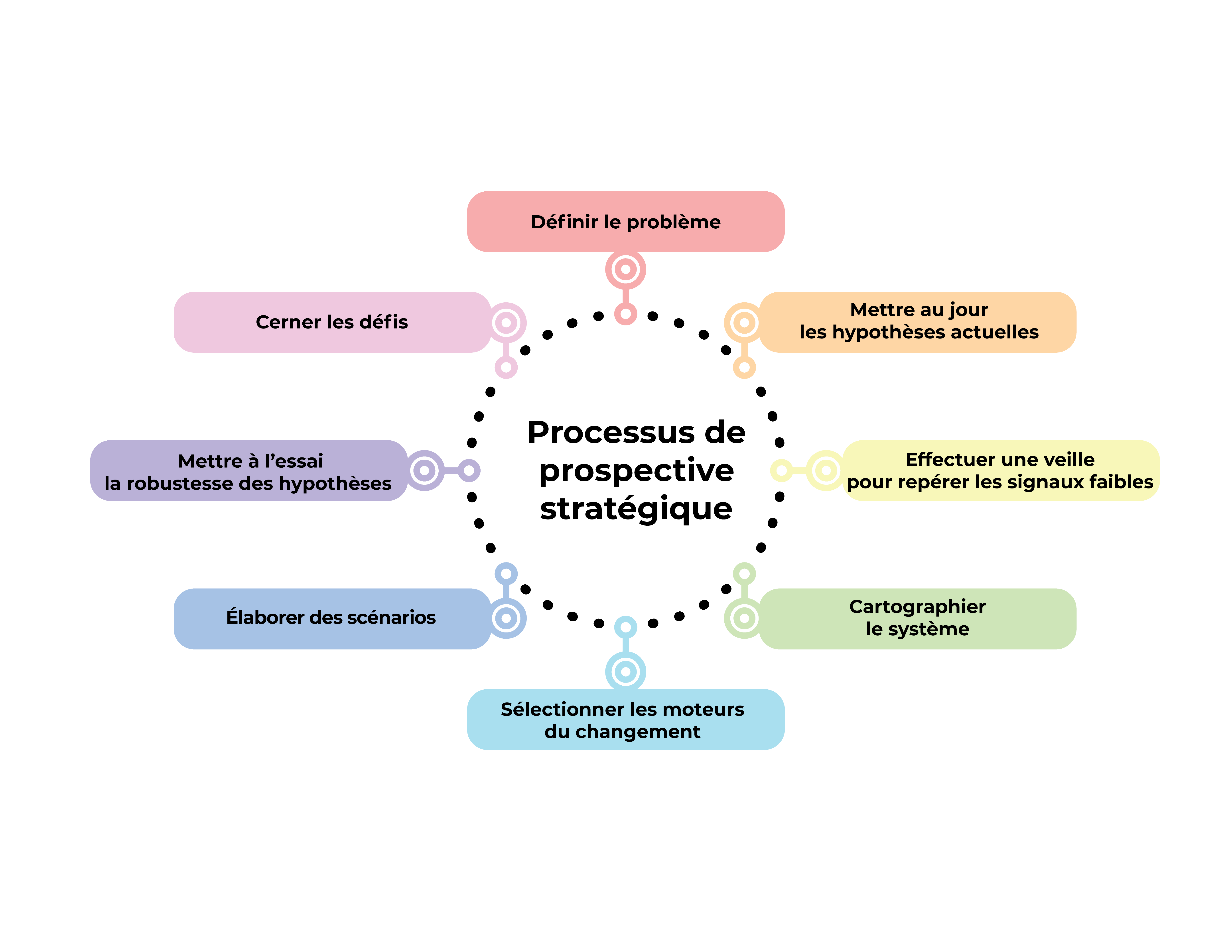 Définir le problème
Cerner les défis
Mettre au jour
les hypothèses actuelles
Processus de
prospective
stratégique
Mettre à l’essai
la robustesse des hypothèses
Effectuer une veille
pour repérer les signaux faibles
Élaborer des scénarios
Cartographier
le système
Sélectionner les moteurs
du changement